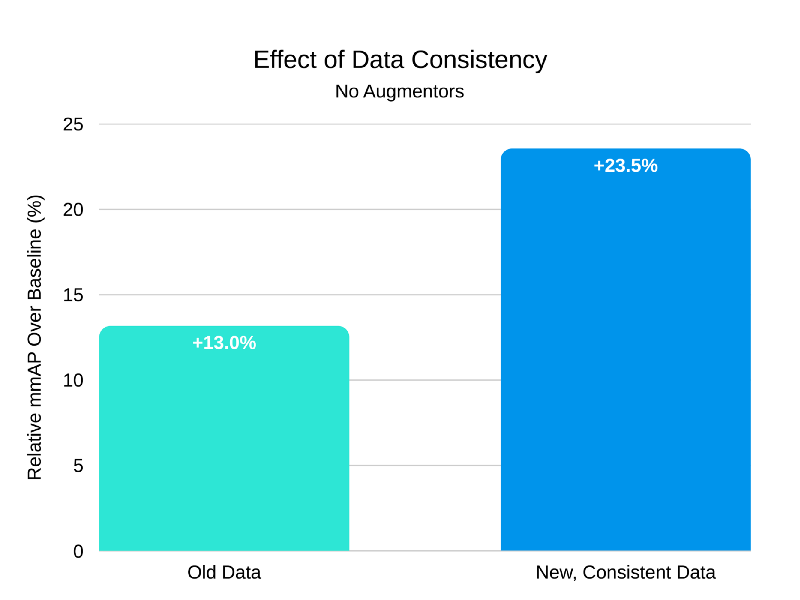 Effect of Data Consistency
No Augmentors
Relative mmAP Over Baseline (%)
25
20
15
10
5
0
+13.0%
+23.5%
Old Data
New, Consistent Data